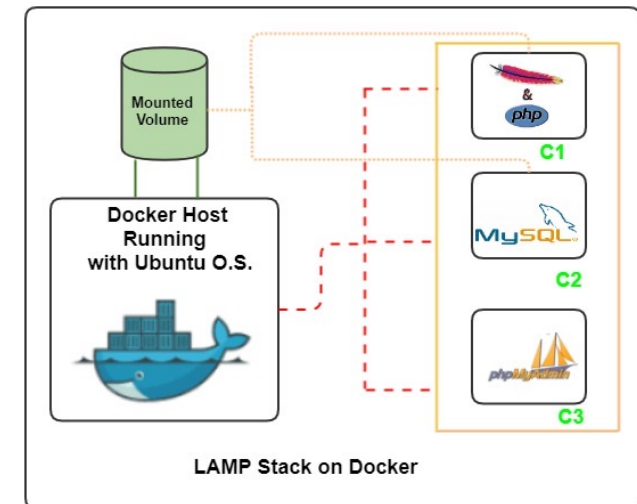 Mounted
Volume
Docker Host
Running
with Ubuntu O.S.
&
php
C1
MySQL
C2
phpMyAdmin
C3
LAMP Stack on Docker